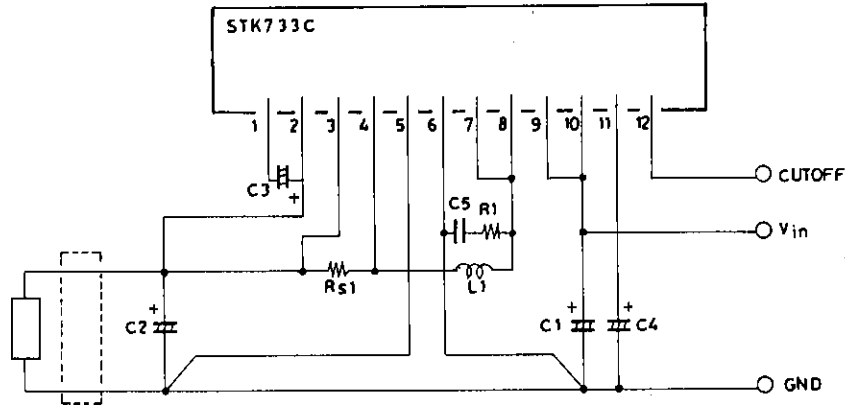 STK733C
1 2 3 4 5 6 7 8 9 10 11 12
C3
+
CUTOFF
C5
R1
Vin
RS1
L1
+
C2
+
C1
+
C4
GND